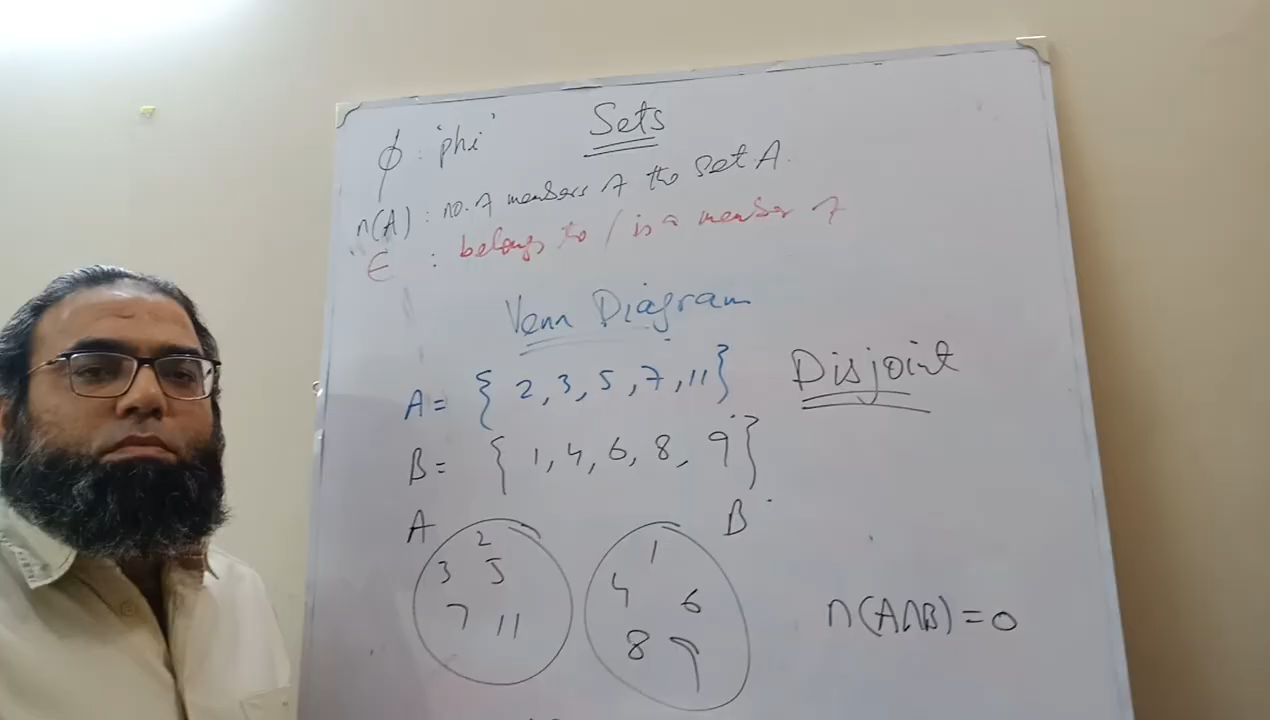 Sets
ϕ : 'phi'
n(A) : no. of members of the set A.
∈ : belongs to / is a member of
Venn Diagram
A = { 2, 3, 5, 7, 11 }
Disjoint
B = { 1, 4, 6, 8, 9 }
A
B
2
3 5
7 11
1
4 6
8 9
n(A∩B) = 0